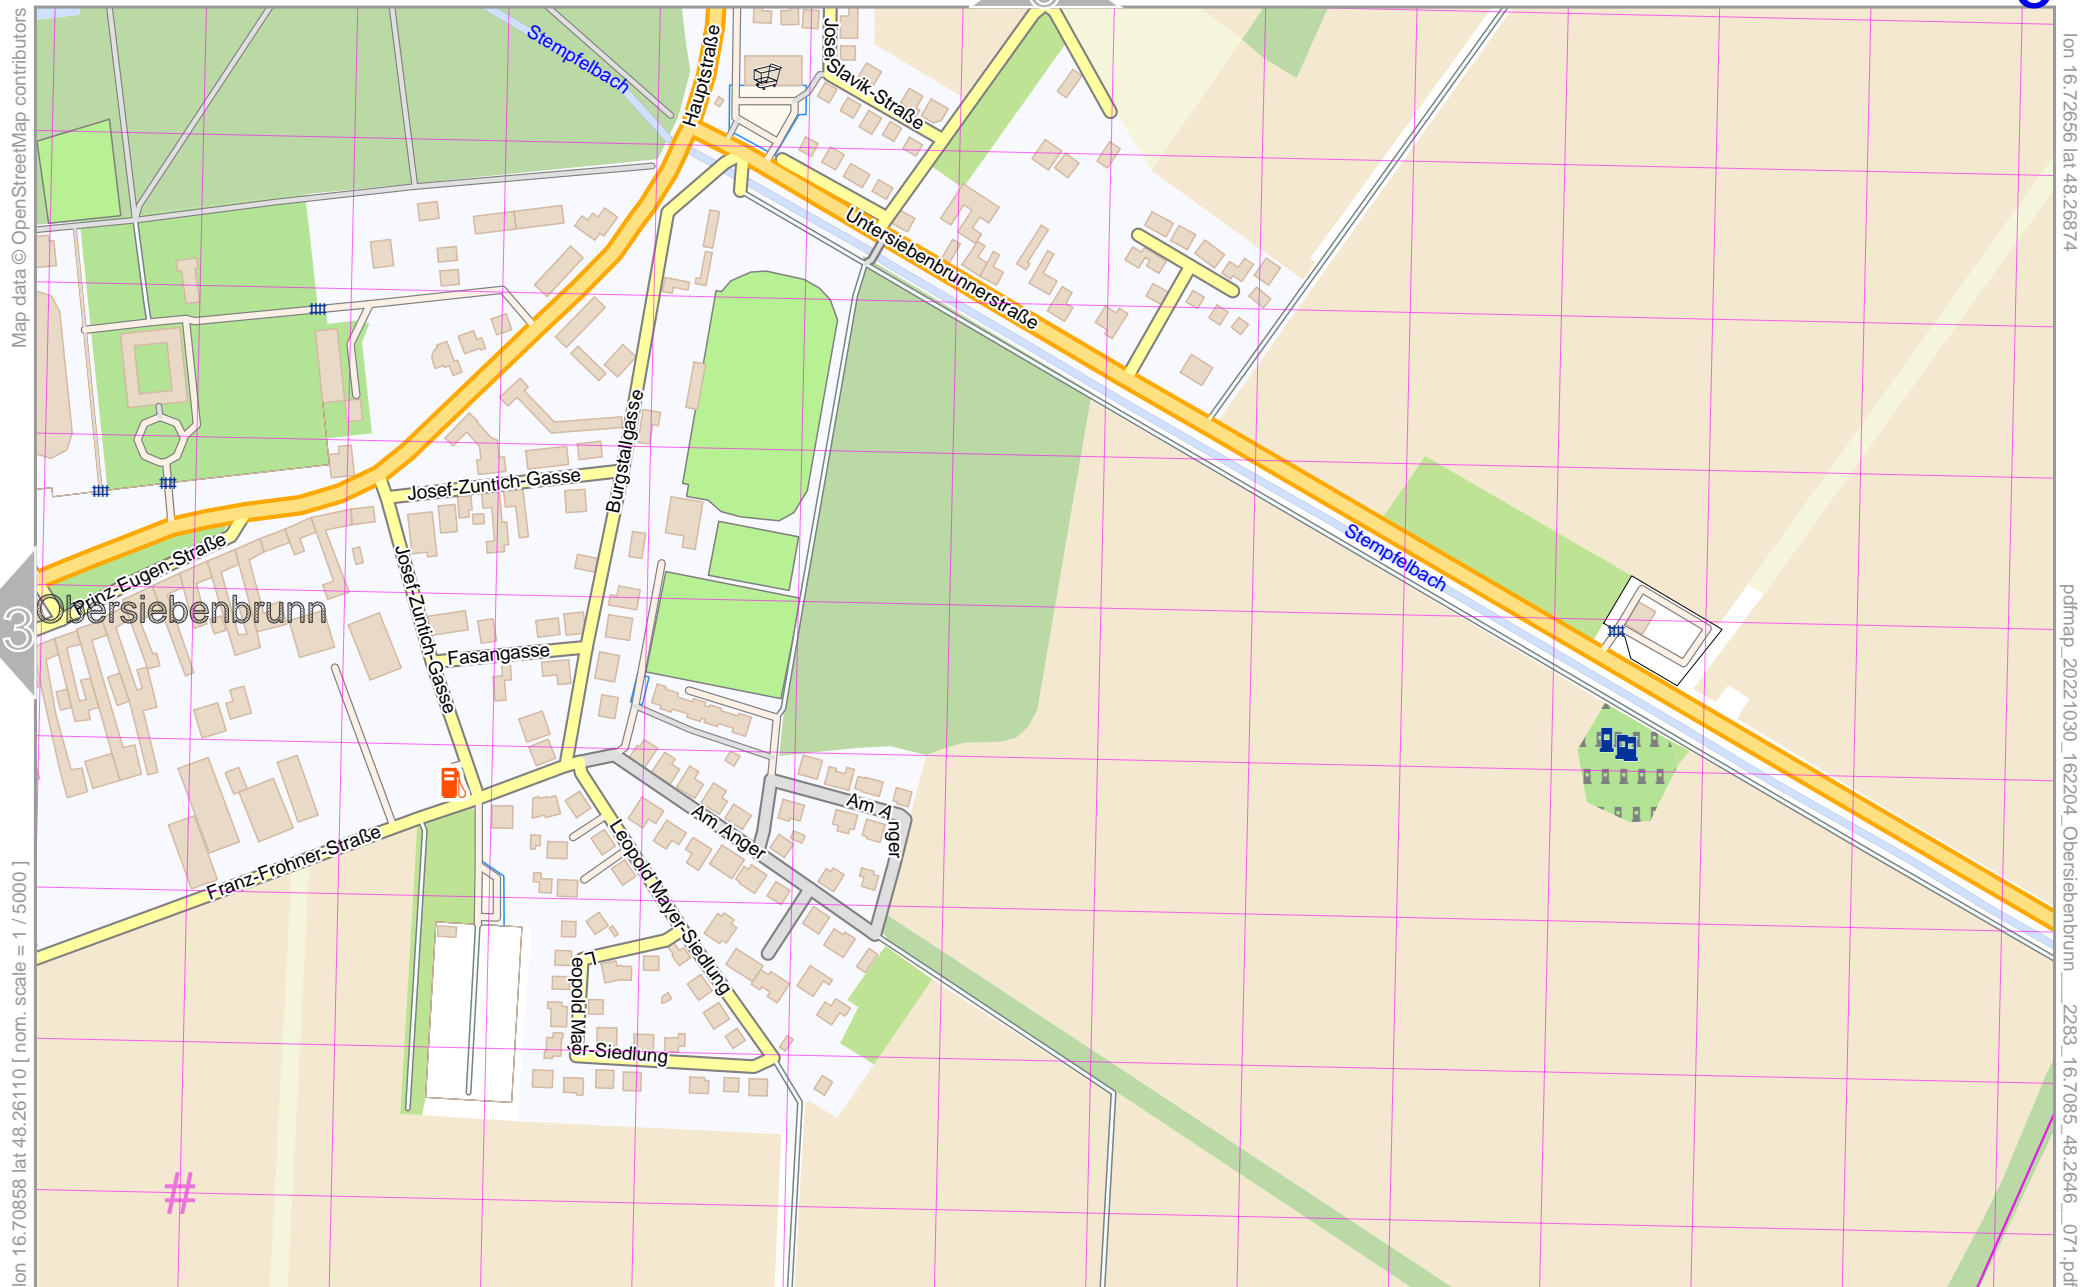 Map data © OpenStreetMap contributors
lon 16.70858 lat 48.26110 [ nom. scale = 1 / 5000 ]
lon 16.72656 lat 48.26874
pdfmap_20221030_162204_Obersiebenbrunn___2283_16.7085_48.2646__071.pdf
Stempfelbach
Hauptstraße
Josef-Slavik-Straße
Untersiebenbrunnerstraße
Burgstallgasse
Josef-Zuntich-Gasse
Josef-Zuntich-Gasse
Prinz-Eugen-Straße
3
Obersiebenbrunn
Fasangasse
Stempfelbach
Am Anger
Am Anger
Franz-Frohner-Straße
Leopold Mayer-Siedlung
Leopold Mayer-Siedlung
#